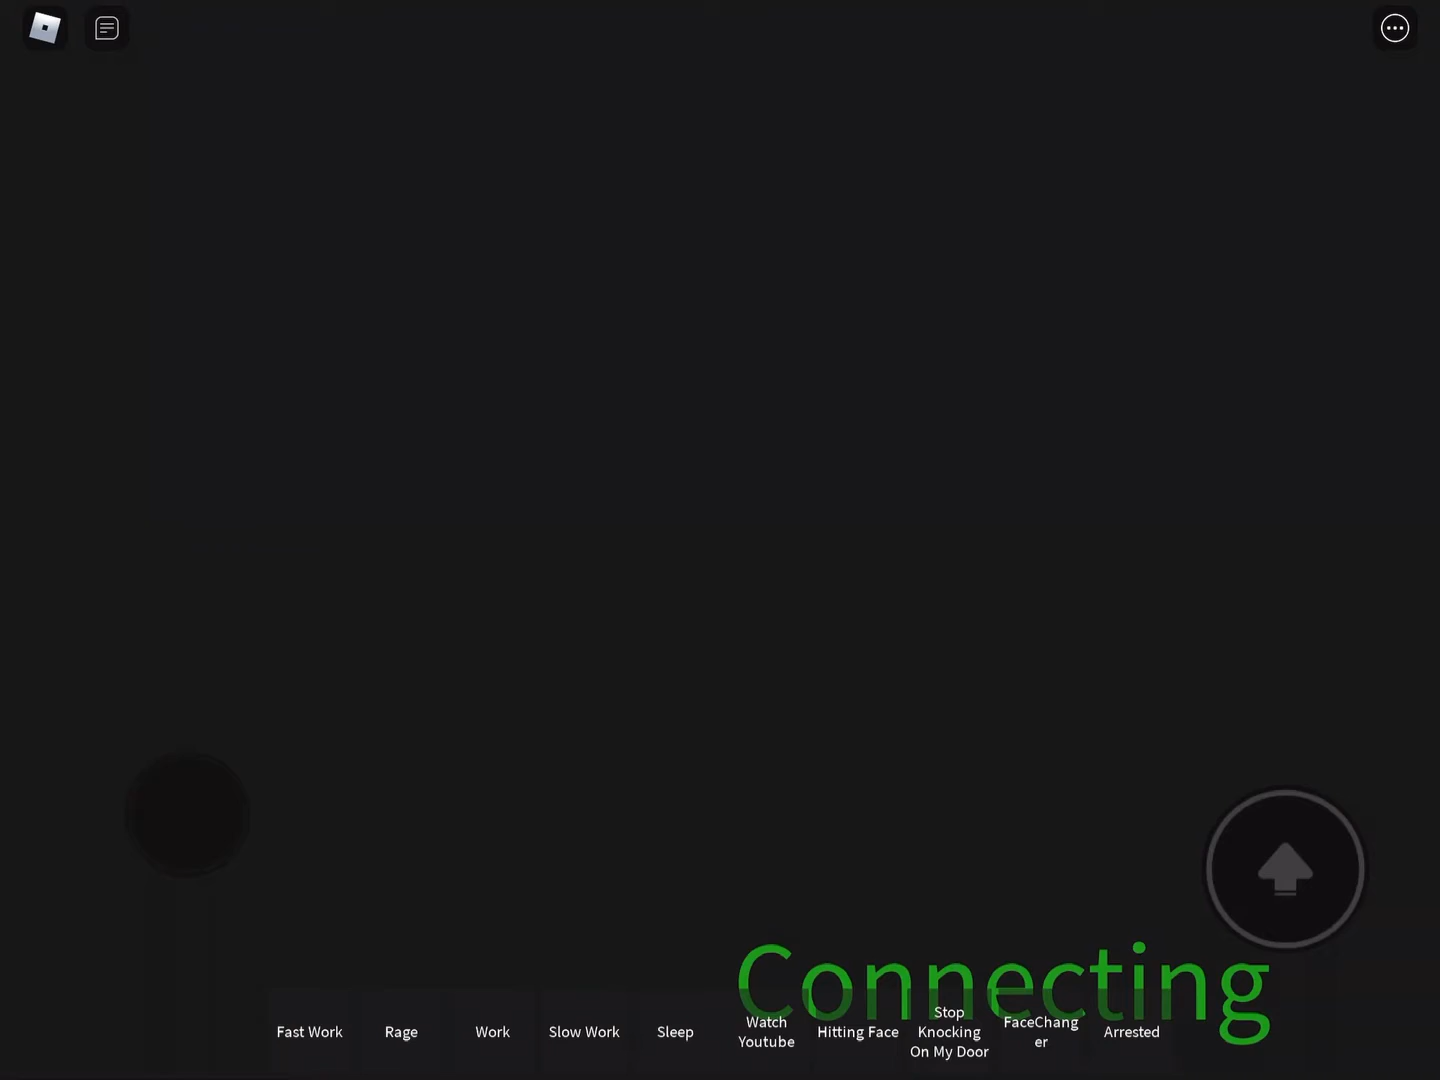 Connecting
Fast Work
Rage
Work
Slow Work
Sleep
Watch
Youtube
Hitting Face
Stop
Knocking
On My Door
FaceChang
er
Arrested